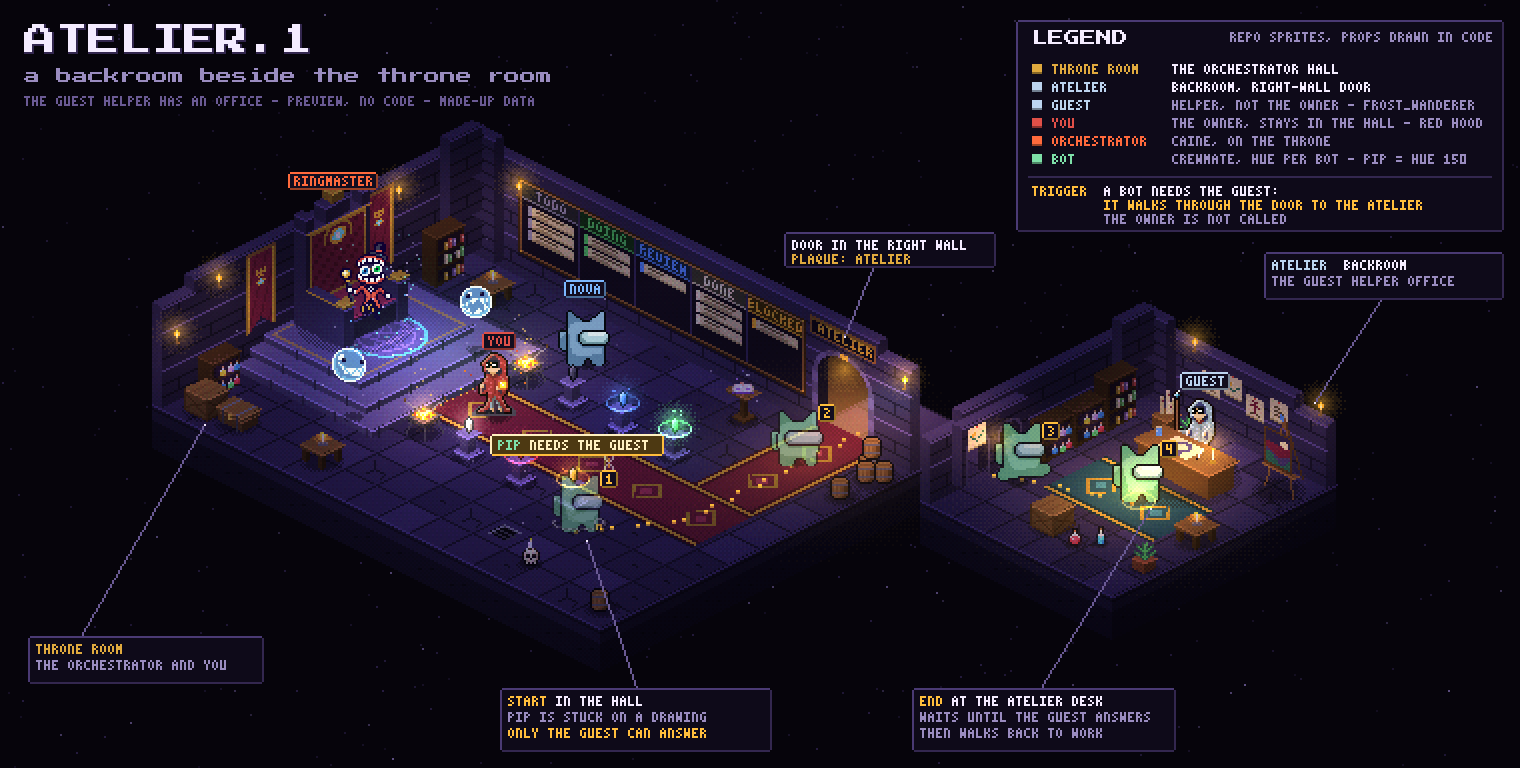 ATELIER.1
a backroom beside the throne room
THE GUEST HELPER HAS AN OFFICE - PREVIEW, NO CODE - MADE-UP DATA
LEGEND
REPO SPRITES, PROPS DRAWN IN CODE
THRONE ROOM THE ORCHESTRATOR HALL
ATELIER BACKROOM, RIGHT-WALL DOOR
GUEST HELPER, NOT THE OWNER - FROST_WANDERER
YOU THE OWNER, STAYS IN THE HALL - RED HOOD
ORCHESTRATOR CAINE, ON THE THRONE
BOT CREWMATE, HUE PER BOT - PIP = HUE 150
TRIGGER A BOT NEEDS THE GUEST:
IT WALKS THROUGH THE DOOR TO THE ATELIER
THE OWNER IS NOT CALLED
RINGMASTER
TODO
DOING
REVIEW
DONE
BLOCKED
ATELIER
DOOR IN THE RIGHT WALL
PLAQUE: ATELIER
ATELIER BACKROOM
THE GUEST HELPER OFFICE
NOVA
YOU
GUEST
PIP NEEDS THE GUEST
1
2
3
4
THRONE ROOM
THE ORCHESTRATOR AND YOU
START IN THE HALL
PIP IS STUCK ON A DRAWING
ONLY THE GUEST CAN ANSWER
END AT THE ATELIER DESK
WAITS UNTIL THE GUEST ANSWERS
THEN WALKS BACK TO WORK